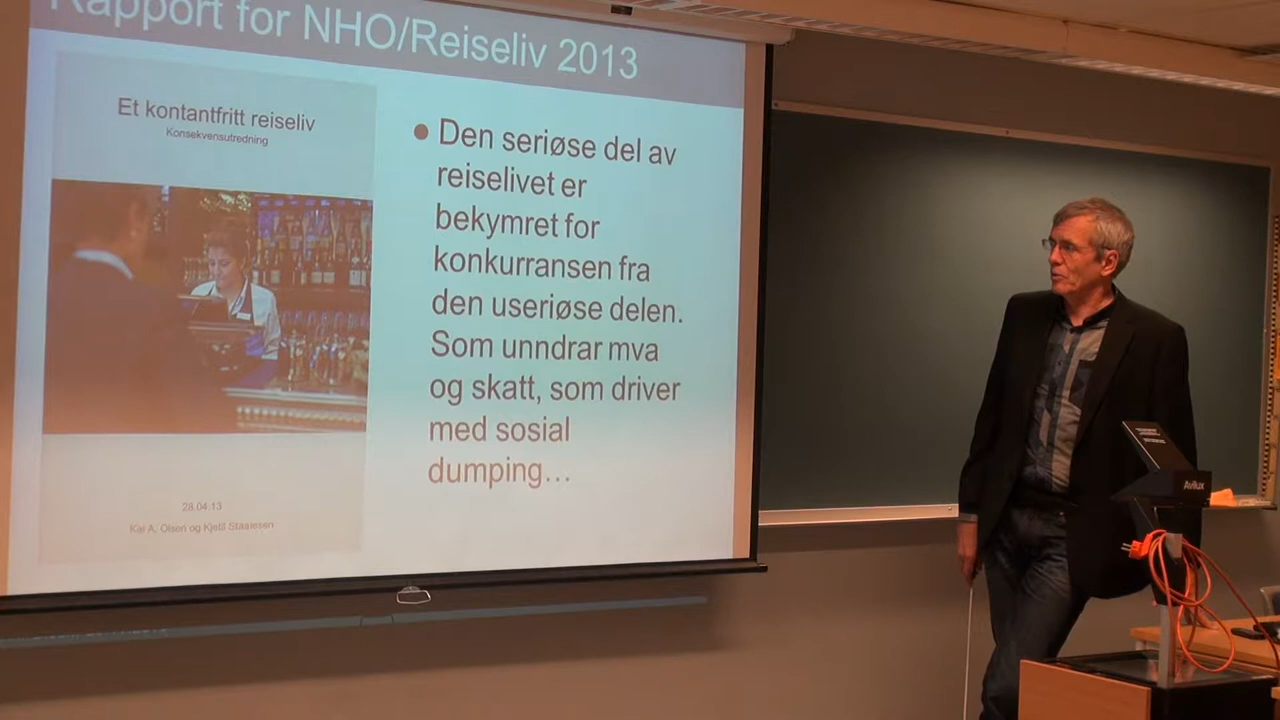 Rapport for NHO/Reiseliv 2013
Et kontantfritt reiseliv
Konsekvensutredning
28.04.13
Kai A. Olsen og Kjetil Staalesen
● Den seriøse del av
reiselivet er
bekymret for
konkurransen fra
den useriøse delen.
Som unndrar mva
og skatt, som driver
med sosial
dumping…
Avilux